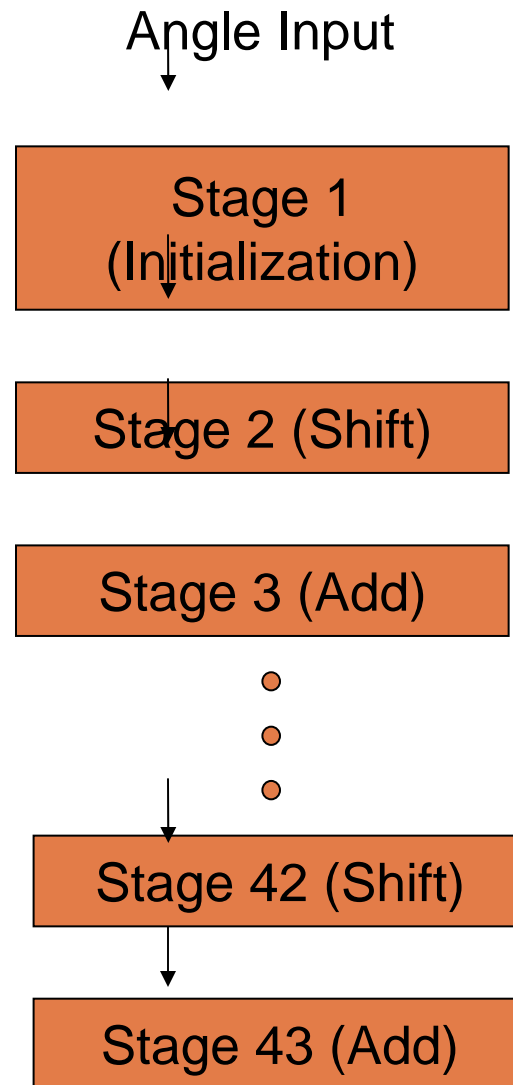 Angle Input
Stage 1
(Initialization)
Stage 2 (Shift)
Stage 3 (Add)
Stage 42 (Shift)
Stage 43 (Add)